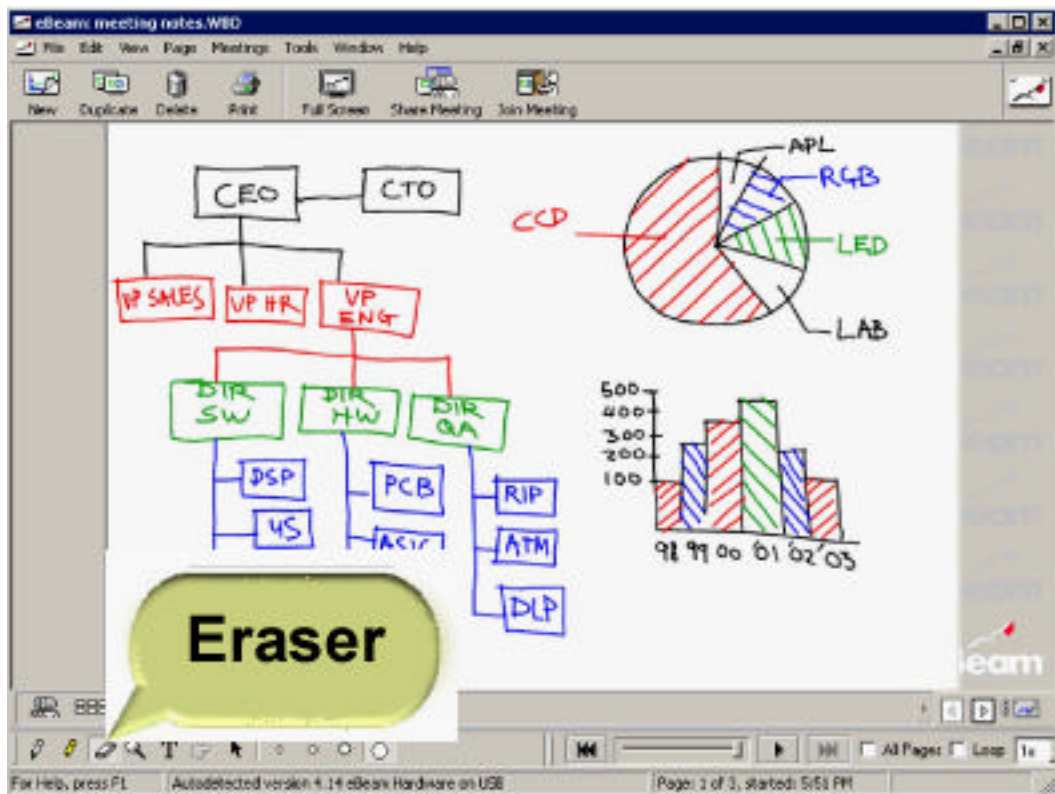 eBeam: meeting notes.WBD
File Edit View Page Meetings Tools Window Help
New Duplicate Delete Print Full Screen Share Meeting Join Meeting
CEO
CTO
VP SALES
VP HR
VP
ENG
DIR
SW
DIR
HW
DIR
QA
DSP
PCB
RIP
ATM
DLP
APL
RGB
CCD
LED
LAB
500
400
300
200
100
98 99 00 '01 '02 '03
Eraser
eam
All Pages Loop 1x
For Help, press F1 Autodetected version 4.14 eBeam Hardware on USB Page: 1 of 3, started: 5:51 PM